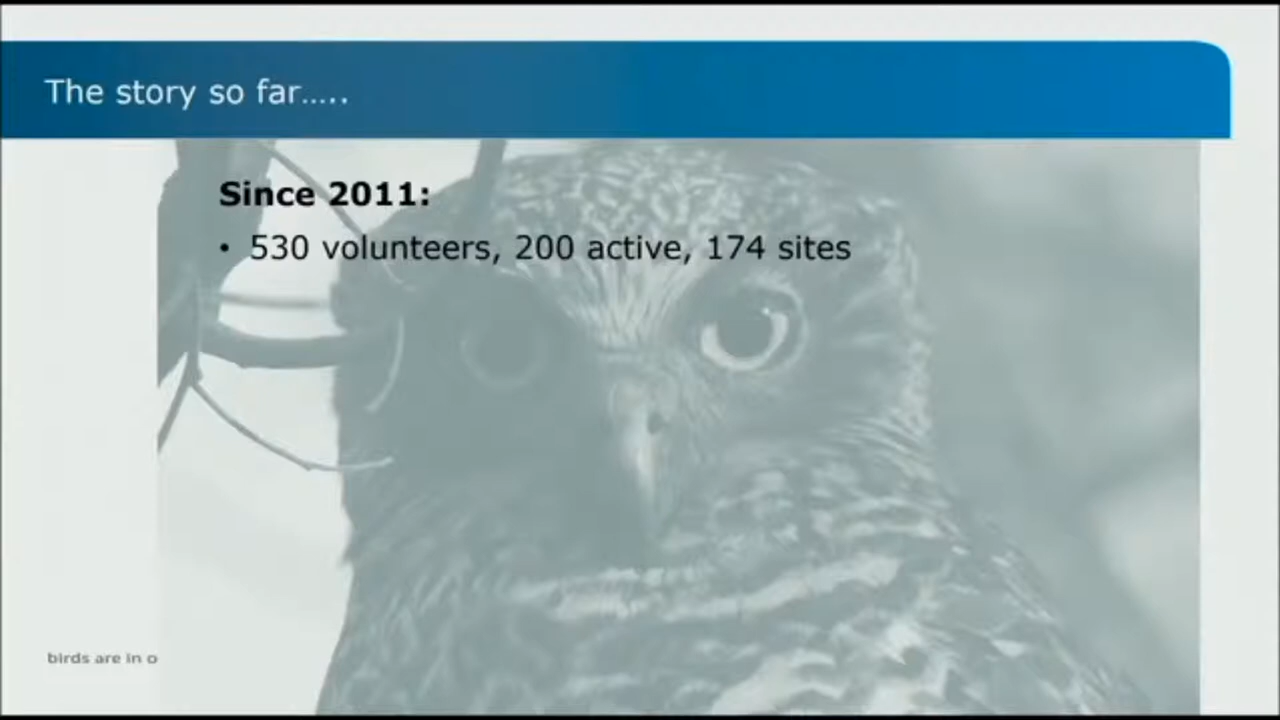 The story so far.....
Since 2011:
• 530 volunteers, 200 active, 174 sites
birds are in o